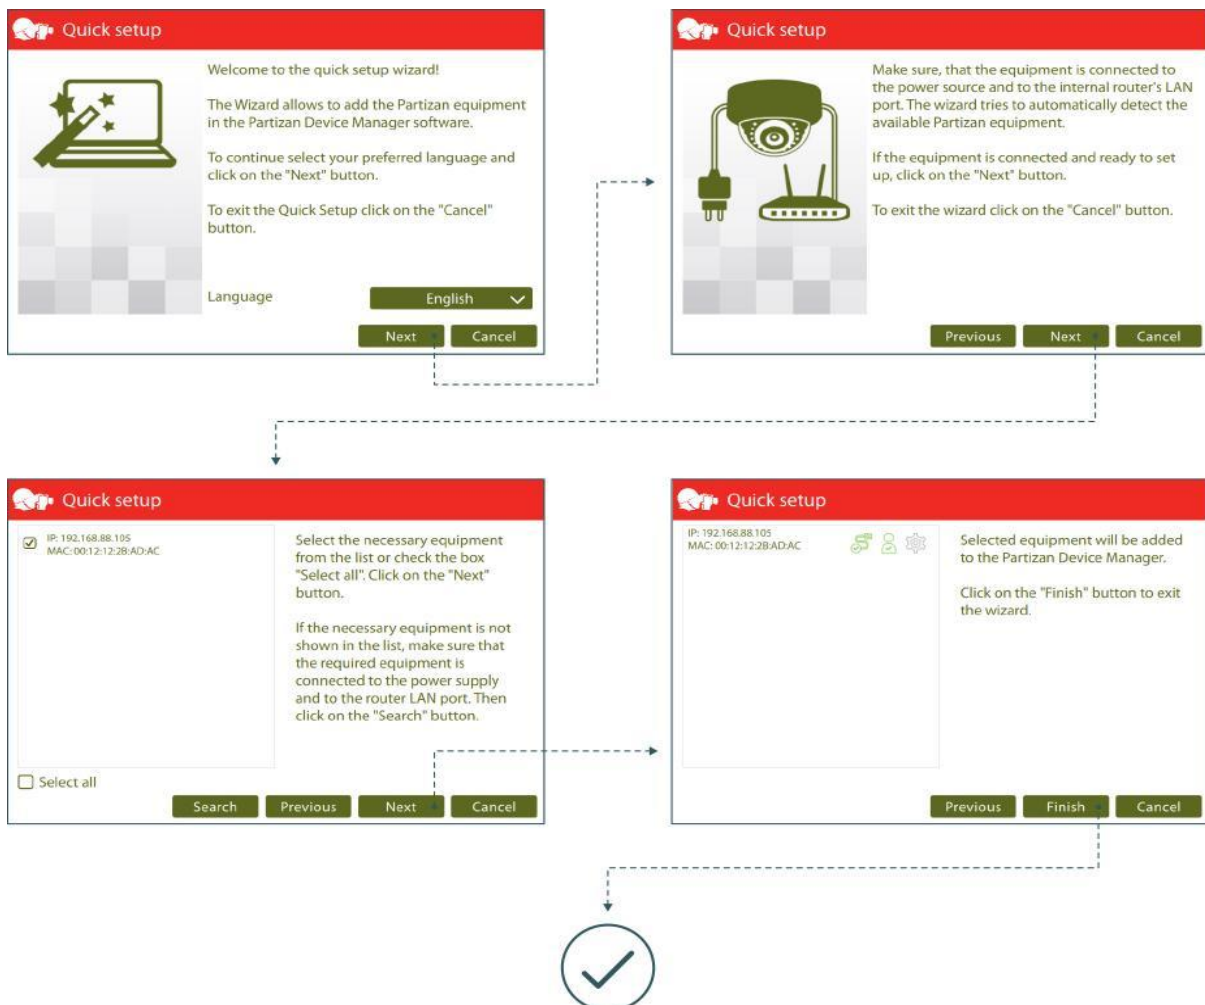 Quick setup
Welcome to the quick setup wizard!
The Wizard allows to add the Partizan equipment
in the Partizan Device Manager software.
To continue select your preferred language and
click on the "Next" button.
To exit the Quick Setup click on the "Cancel"
button.
Language
English
Next
Cancel
Quick setup
Make sure, that the equipment is connected to
the power source and to the internal router's LAN
port. The wizard tries to automatically detect the
available Partizan equipment.
If the equipment is connected and ready to set
up, click on the "Next" button.
To exit the wizard click on the "Cancel" button.
Previous
Next
Cancel
Quick setup
IP: 192.168.88.105
MAC: 00:12:12:2B:AD:AC
Select the necessary equipment
from the list or check the box
"Select all". Click on the "Next"
button.
If the necessary equipment is not
shown in the list, make sure that
the required equipment is
connected to the power supply
and to the router LAN port. Then
click on the "Search" button.
Select all
Search
Previous
Next
Cancel
Quick setup
IP: 192.168.88.105
MAC: 00:12:12:2B:AD:AC
Selected equipment will be added
to the Partizan Device Manager.
Click on the "Finish" button to exit
the wizard.
Previous
Finish
Cancel